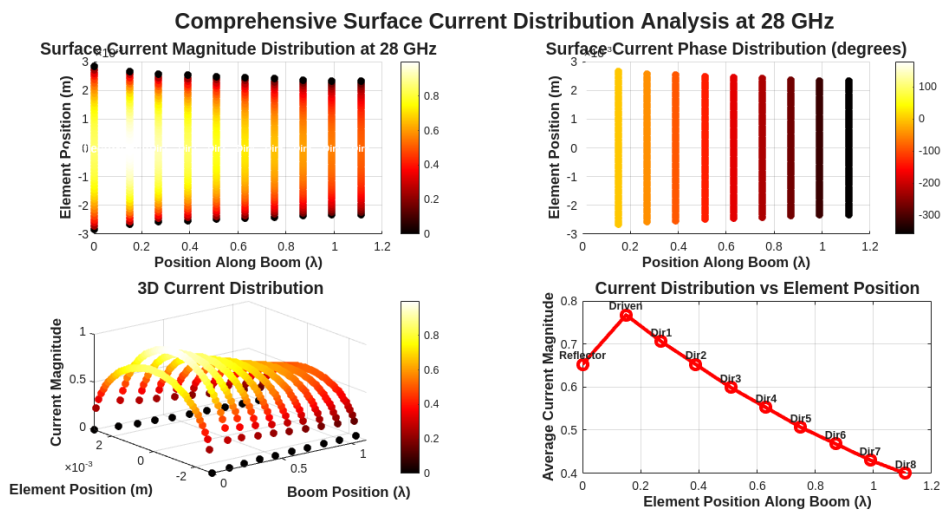 Comprehensive Surface Current Distribution Analysis at 28 GHz
Surface Current Magnitude Distribution at 28 GHz
3
2
1
0
-1
-2
-3
Element Position (m)
0 0.2 0.4 0.6 0.8 1 1.2
Position Along Boom (λ)
0.8
0.6
0.4
0.2
0
Surface Current Phase Distribution (degrees)
3
2
1
0
-1
-2
-3
Element Position (m)
0 0.2 0.4 0.6 0.8 1 1.2
Position Along Boom (λ)
100
0
-100
-200
-300
3D Current Distribution
1
0.5
0
Current Magnitude
×10⁻³
2
0
-2
Element Position (m)
0
0.5
1
Boom Position (λ)
0.8
0.6
0.4
0.2
0
Current Distribution vs Element Position
0.8
0.7
0.6
0.5
0.4
Average Current Magnitude
Reflector
Driven
Dir1
Dir2
Dir3
Dir4
Dir5
Dir6
Dir7
Dir8
0 0.2 0.4 0.6 0.8 1 1.2
Element Position Along Boom (λ)